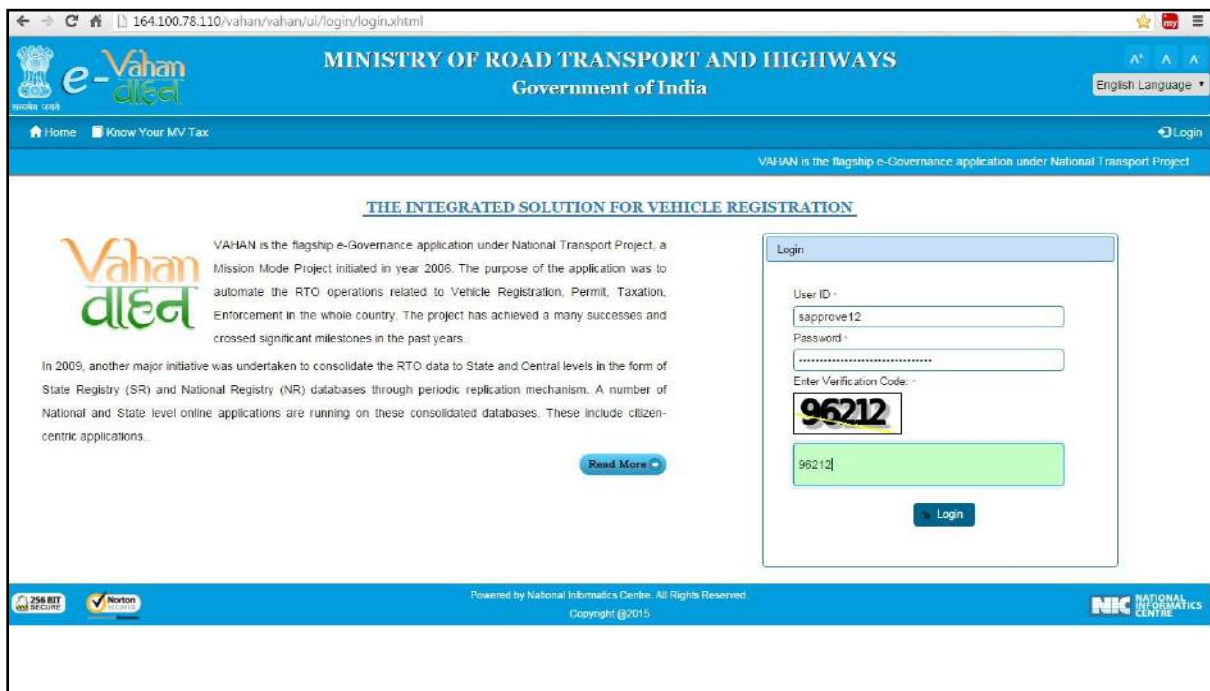 164.100.78.110/vahan/vahan/ui/login/login.xhtml
my
सत्यमेव जयते
e-Vahan
वाहन
MINISTRY OF ROAD TRANSPORT AND HIGHWAYS
Government of India
A+ A A-
English Language
Home Know Your MV Tax Login
VAHAN is the flagship e-Governance application under National Transport Project
THE INTEGRATED SOLUTION FOR VEHICLE REGISTRATION
Vahan
वाहन
VAHAN is the flagship e-Governance application under National Transport Project, a
Mission Mode Project initiated in year 2006. The purpose of the application was to
automate the RTO operations related to Vehicle Registration, Permit, Taxation,
Enforcement in the whole country. The project has achieved a many successes and
crossed significant milestones in the past years.
In 2009, another major initiative was undertaken to consolidate the RTO data to State and Central levels in the form of
State Registry (SR) and National Registry (NR) databases through periodic replication mechanism. A number of
National and State level online applications are running on these consolidated databases. These include citizen-
centric applications..
Read More
Login
User ID
sapprove12
Password
Enter Verification Code:
96212
96212
Login
256 BIT
SECURE
Norton
SECURED
Powered by National Informatics Centre. All Rights Reserved
Copyright @2015
NIC NATIONAL
INFORMATICS
CENTRE